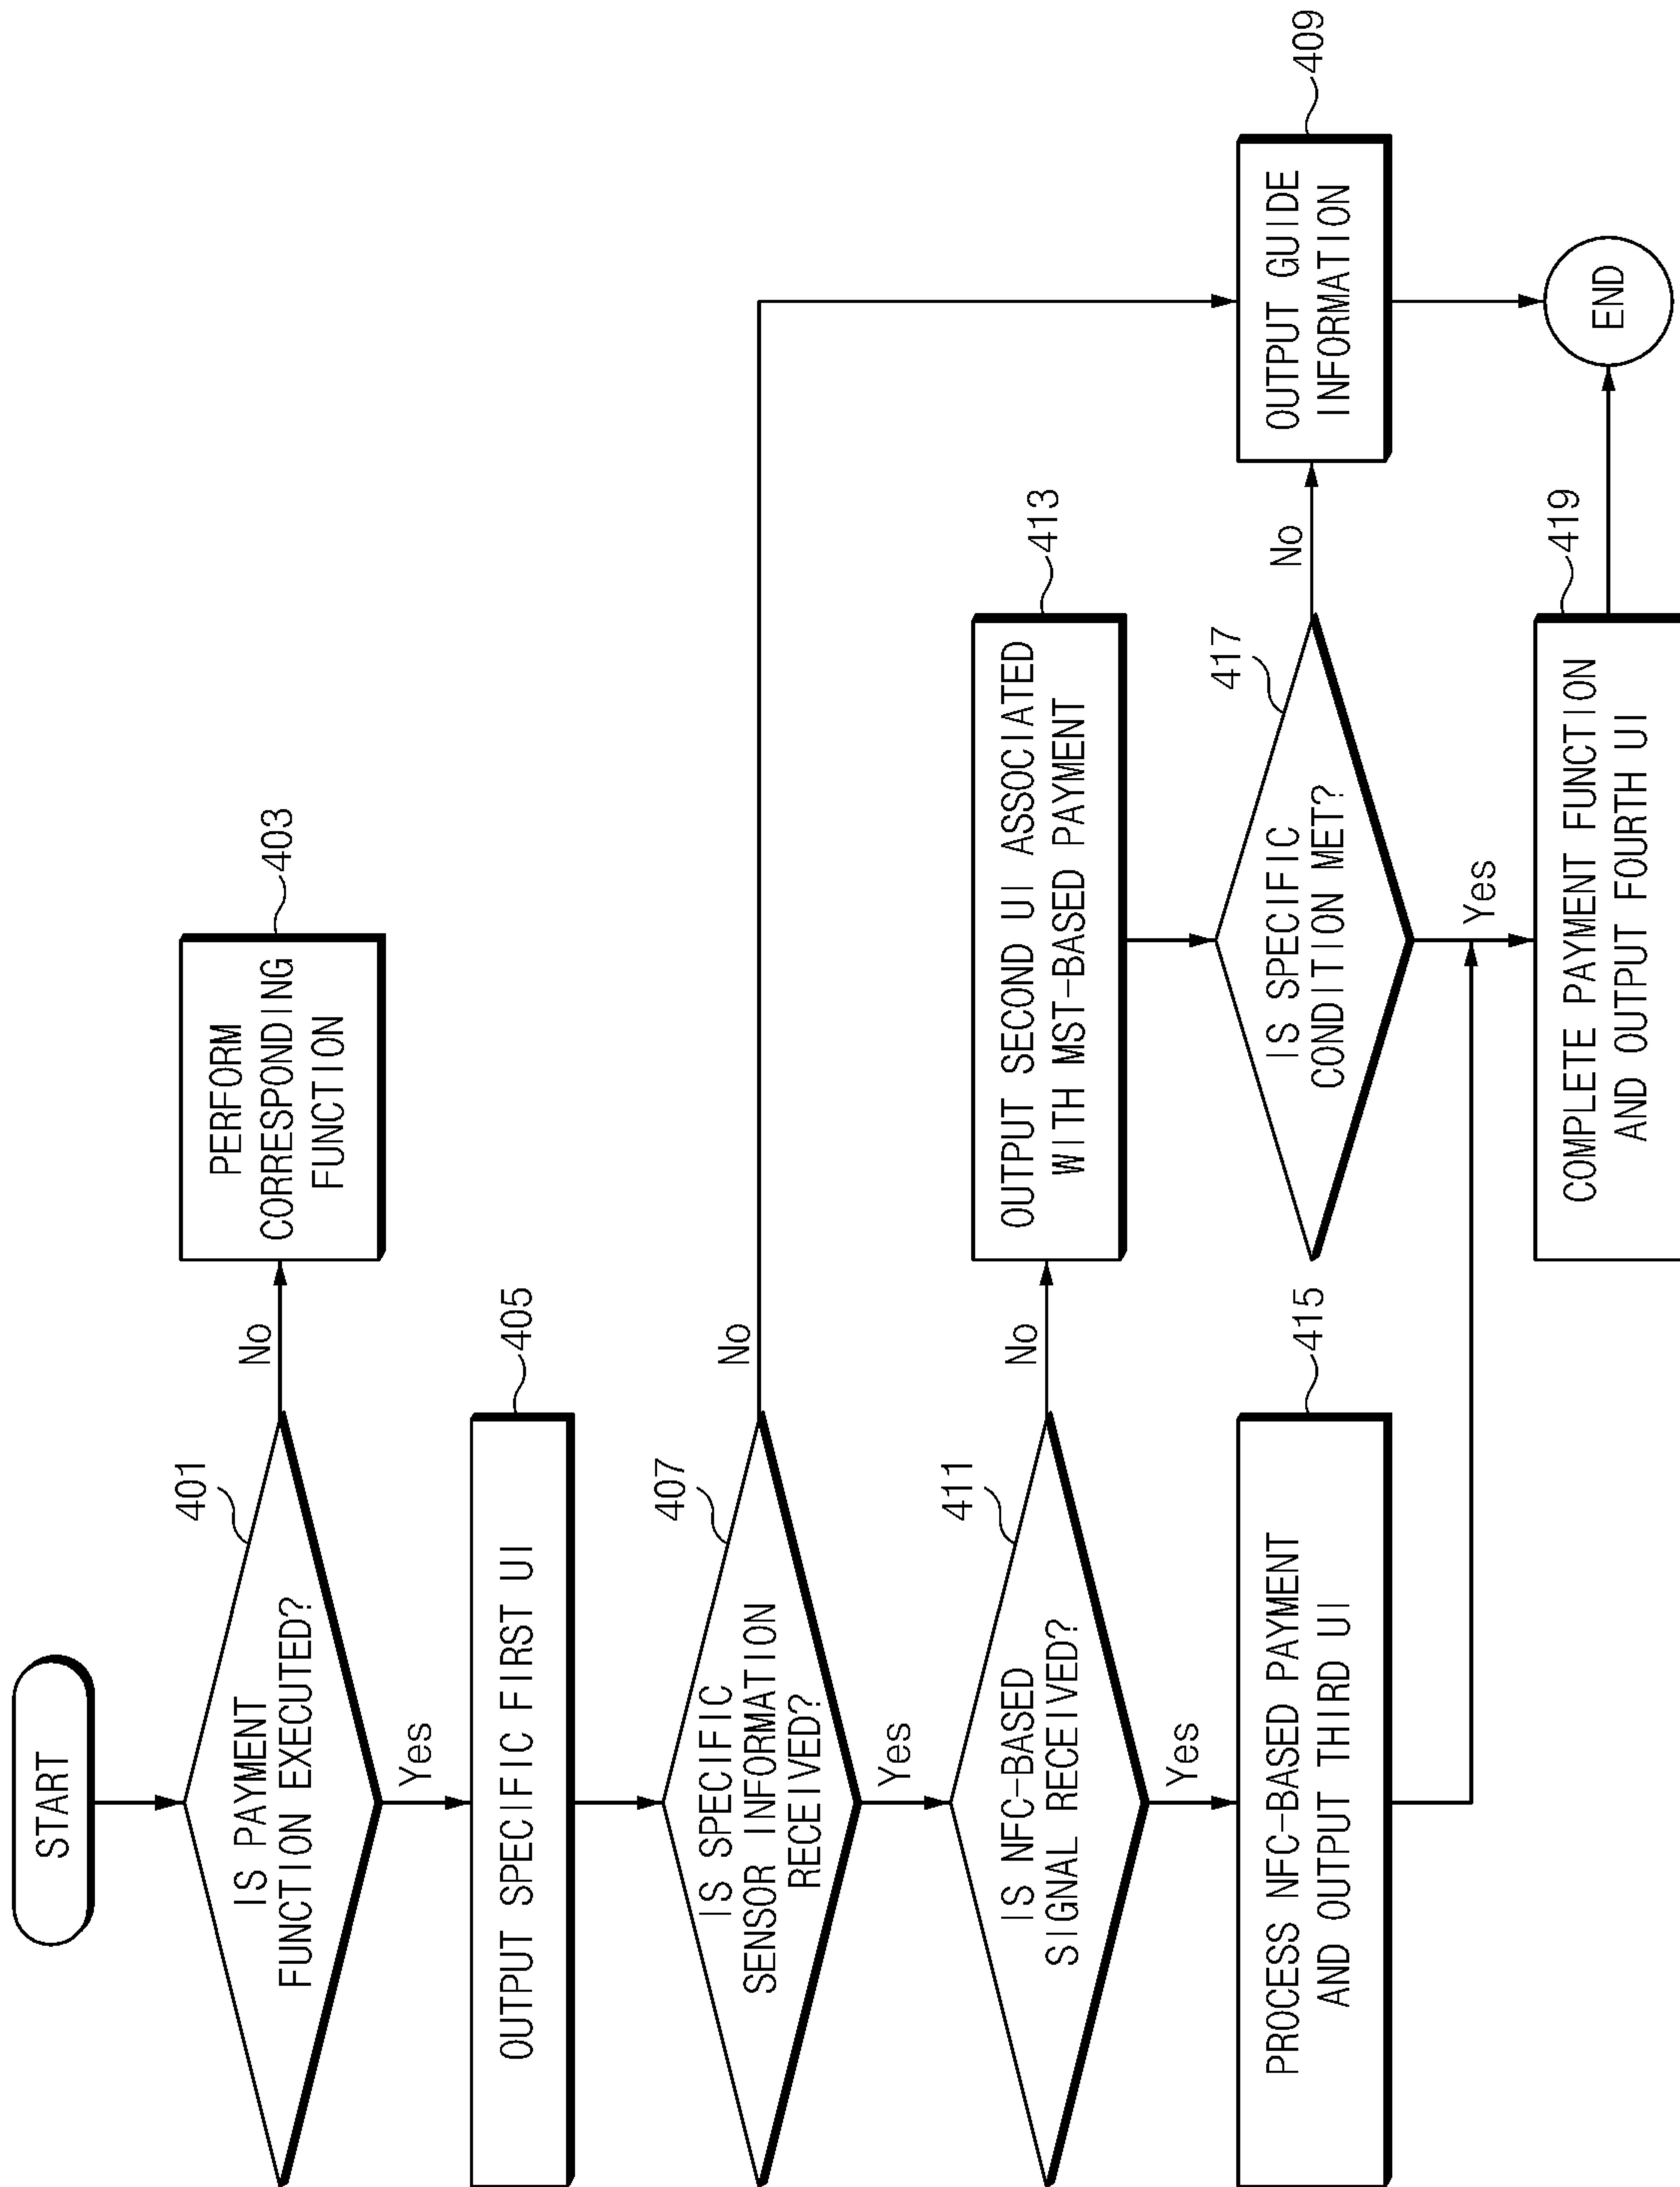 START
IS PAYMENT
FUNCTION EXECUTED?
401
No
PERFORM
CORRESPONDING
FUNCTION
403
Yes
OUTPUT SPECIFIC FIRST UI
405
IS SPECIFIC
SENSOR INFORMATION
RECEIVED?
407
No
Yes
IS NFC-BASED
SIGNAL RECEIVED?
411
No
OUTPUT SECOND UI ASSOCIATED
WITH MST-BASED PAYMENT
413
Yes
PROCESS NFC-BASED PAYMENT
AND OUTPUT THIRD UI
415
IS SPECIFIC
CONDITION MET?
417
No
OUTPUT GUIDE
INFORMATION
409
Yes
COMPLETE PAYMENT FUNCTION
AND OUTPUT FOURTH UI
419
END